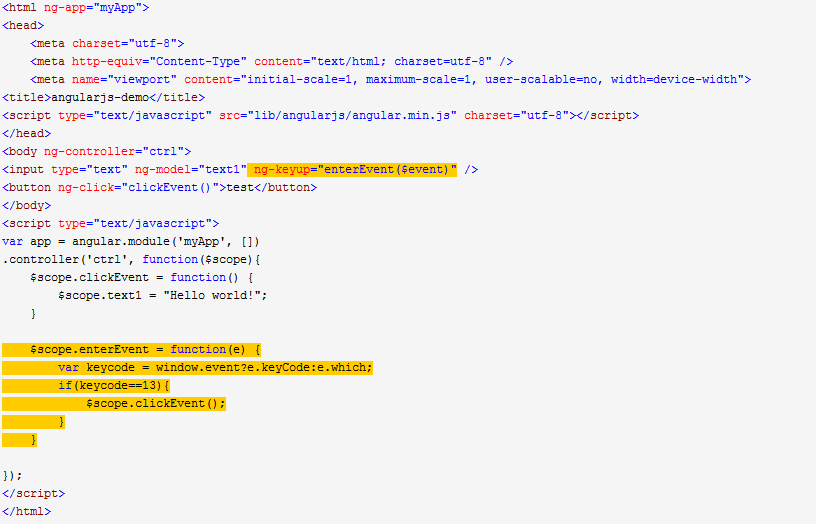 <html ng-app="myApp">
<head>
    <meta charset="utf-8">
    <meta http-equiv="Content-Type" content="text/html; charset=utf-8" />
    <meta name="viewport" content="initial-scale=1, maximum-scale=1, user-scalable=no, width=device-width">
<title>angularjs-demo</title>
<script type="text/javascript" src="lib/angularjs/angular.min.js" charset="utf-8"></script>
</head>
<body ng-controller="ctrl">
<input type="text" ng-model="text1" ng-keyup="enterEvent($event)" />
<button ng-click="clickEvent()">test</button>
</body>
<script type="text/javascript">
var app = angular.module('myApp', [])
.controller('ctrl', function($scope){
    $scope.clickEvent = function() {
        $scope.text1 = "Hello world!";
    }

    $scope.enterEvent = function(e) {
        var keycode = window.event?e.keyCode:e.which;
        if(keycode==13){
            $scope.clickEvent();
        }
    }

});
</script>
</html>